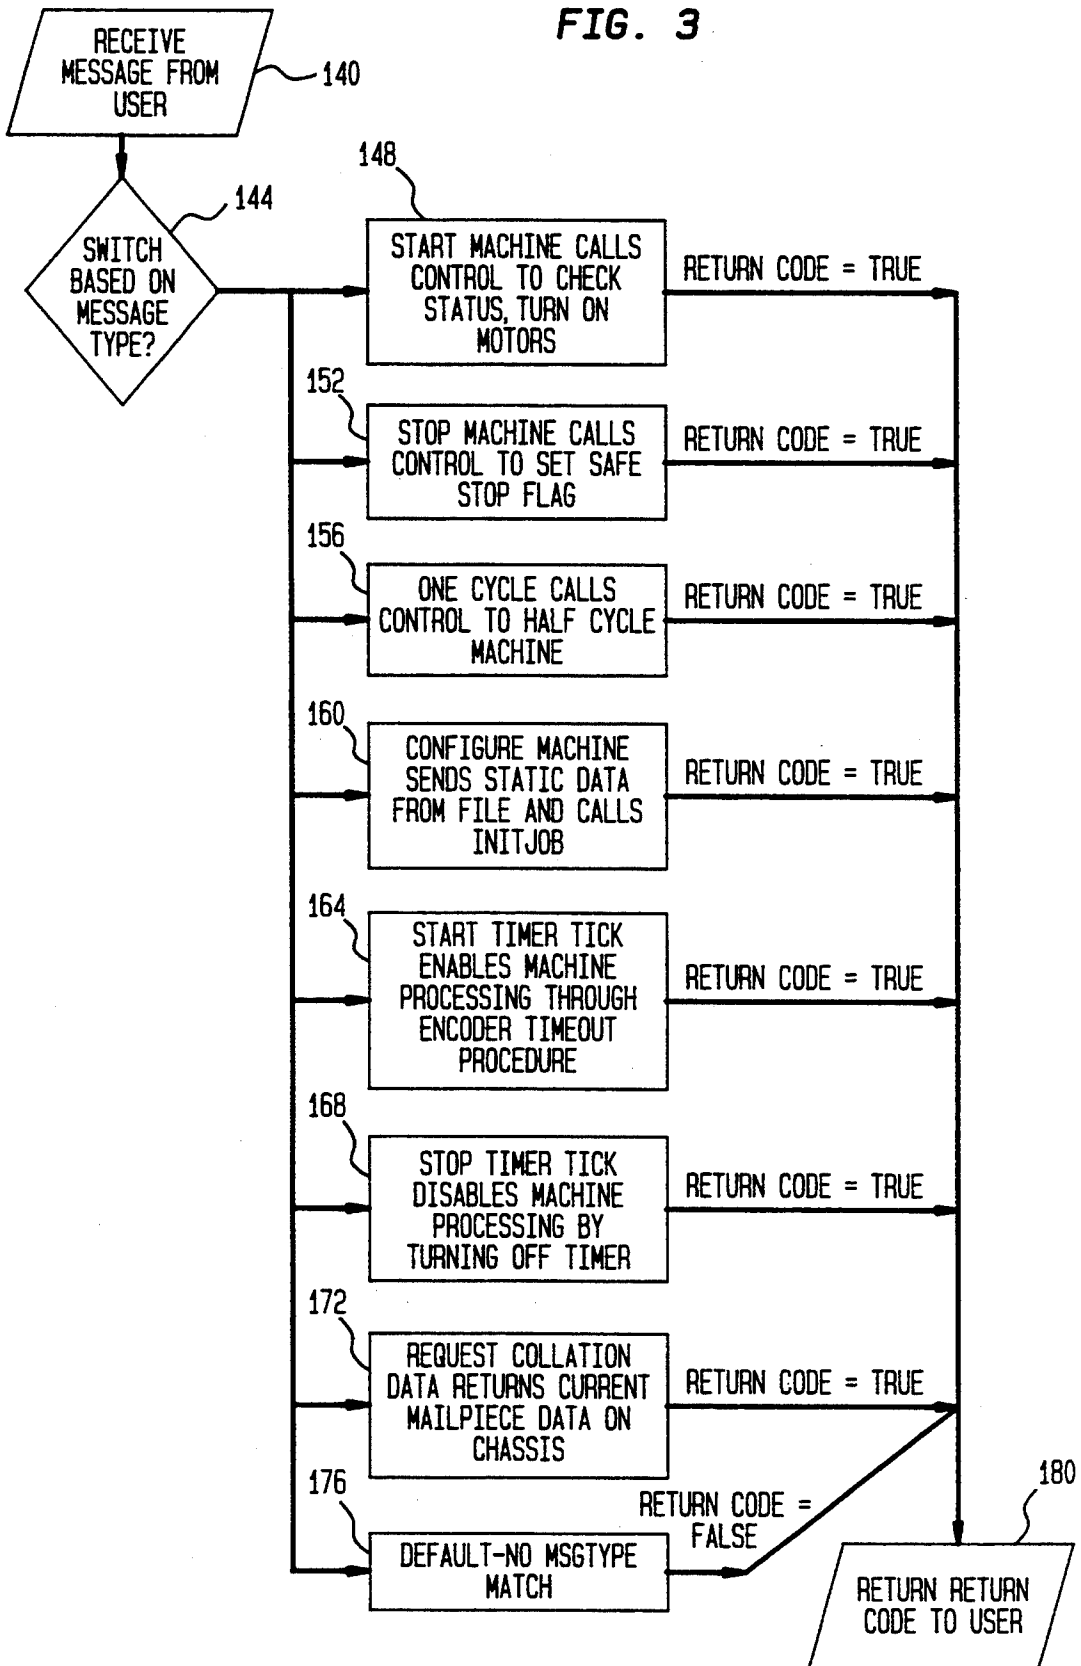 FIG. 3
RECEIVE
MESSAGE FROM
USER
140
144
SWITCH
BASED ON
MESSAGE
TYPE?
148
START MACHINE CALLS
CONTROL TO CHECK
STATUS, TURN ON
MOTORS
RETURN CODE = TRUE
152
STOP MACHINE CALLS
CONTROL TO SET SAFE
STOP FLAG
RETURN CODE = TRUE
156
ONE CYCLE CALLS
CONTROL TO HALF CYCLE
MACHINE
RETURN CODE = TRUE
160
CONFIGURE MACHINE
SENDS STATIC DATA
FROM FILE AND CALLS
INITJOB
RETURN CODE = TRUE
164
START TIMER TICK
ENABLES MACHINE
PROCESSING THROUGH
ENCODER TIMEOUT
PROCEDURE
RETURN CODE = TRUE
168
STOP TIMER TICK
DISABLES MACHINE
PROCESSING BY
TURNING OFF TIMER
RETURN CODE = TRUE
172
REQUEST COLLATION
DATA RETURNS CURRENT
MAILPIECE DATA ON
CHASSIS
RETURN CODE = TRUE
176
DEFAULT-NO MSGTYPE
MATCH
RETURN CODE =
FALSE
180
RETURN RETURN
CODE TO USER